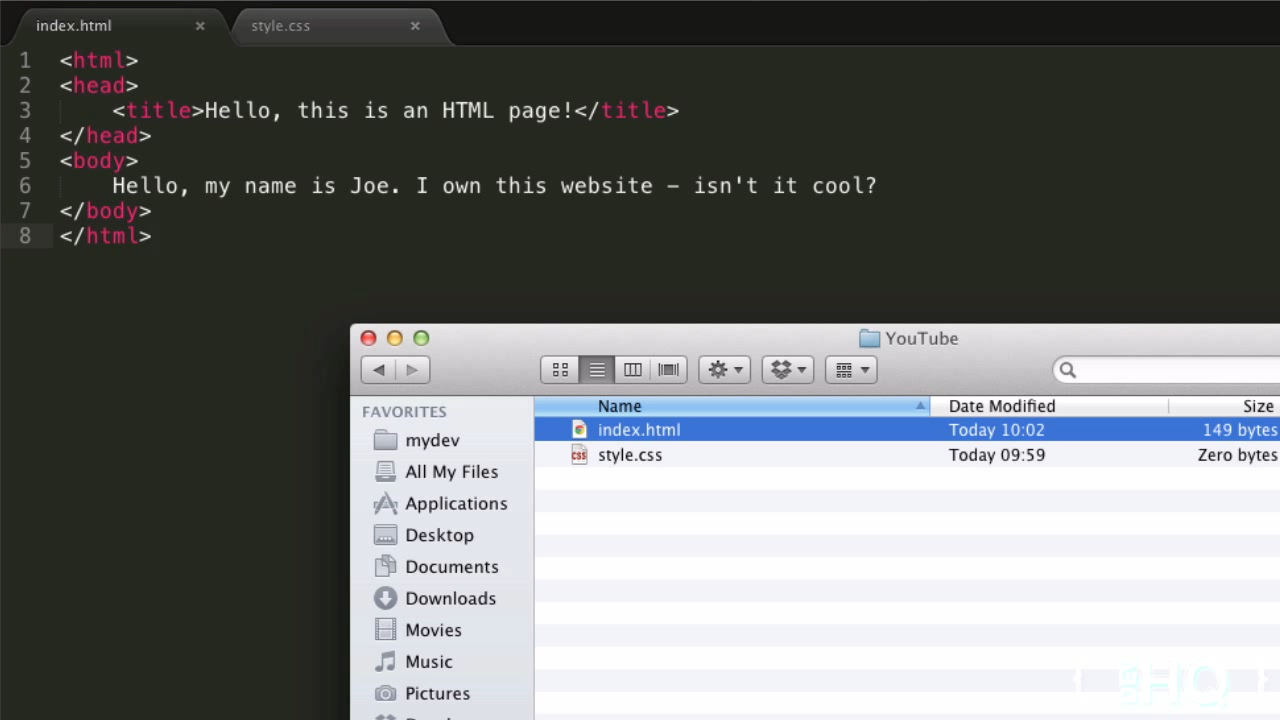 index.html
style.css
1 <html>
2 <head>
3 <title>Hello, this is an HTML page!</title>
4 </head>
5 <body>
6 Hello, my name is Joe. I own this website - isn't it cool?
7 </body>
8 </html>
YouTube
FAVORITES
mydev
All My Files
Applications
Desktop
Documents
Downloads
Movies
Music
Pictures
Name Date Modified Size
index.html Today 10:02 149 bytes
CSS style.css Today 09:59 Zero bytes